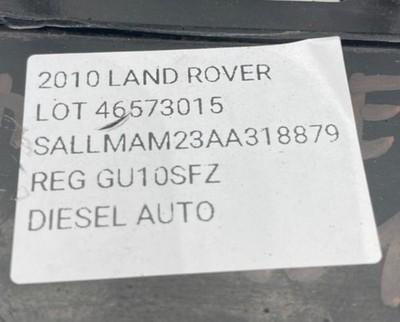 2010 LAND ROVER
LOT 46573015
SALLMAM23AA318879
REG GU10SFZ
DIESEL AUTO